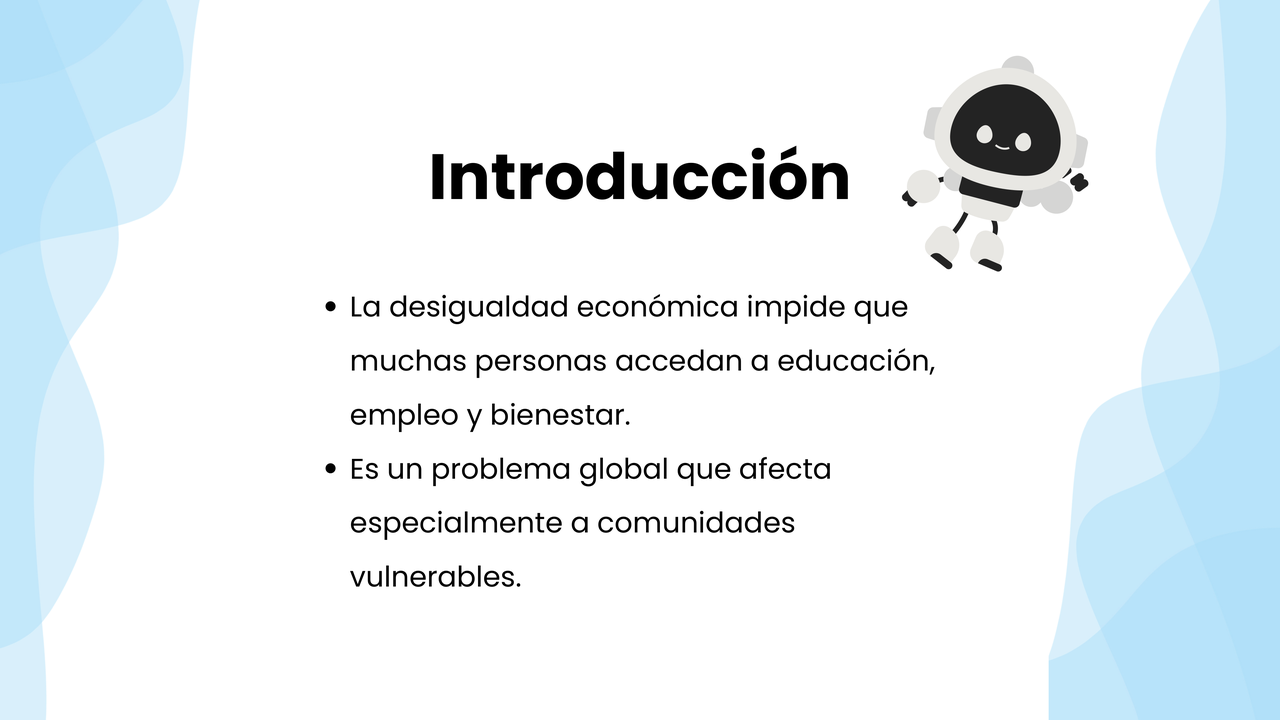 Introducción
• La desigualdad económica impide que
muchas personas accedan a educación,
empleo y bienestar.
• Es un problema global que afecta
especialmente a comunidades
vulnerables.